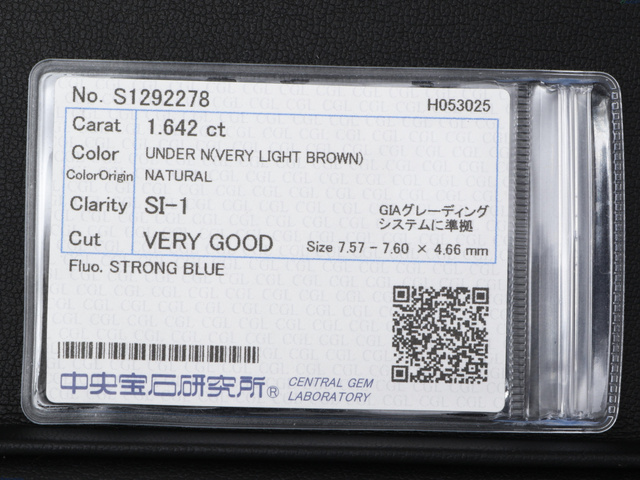 No. S1292278 H053025
Carat 1.642 ct
Color UNDER N(VERY LIGHT BROWN)
ColorOrigin NATURAL
Clarity SI-1
GIAグレーディング
システムに準拠
Cut VERY GOOD Size 7.57 - 7.60 × 4.66 mm
Fluo. STRONG BLUE
中央宝石研究所® CENTRAL GEM
LABORATORY